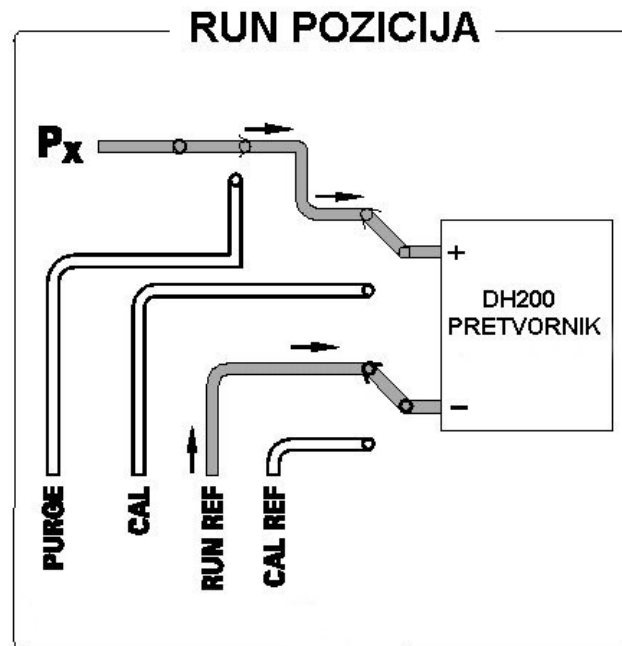 RUN POZICIJA
Px
+
DH200
PRETVORNIK
-
PURGE
CAL
RUN REF
CAL REF